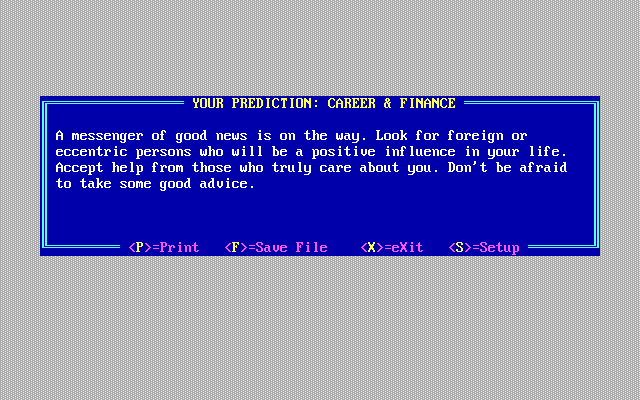 YOUR PREDICTION: CAREER & FINANCE
A messenger of good news is on the way. Look for foreign or
eccentric persons who will be a positive influence in your life.
Accept help from those who truly care about you. Don't be afraid
to take some good advice.
<P>=Print <F>=Save File <X>=eXit <S>=Setup